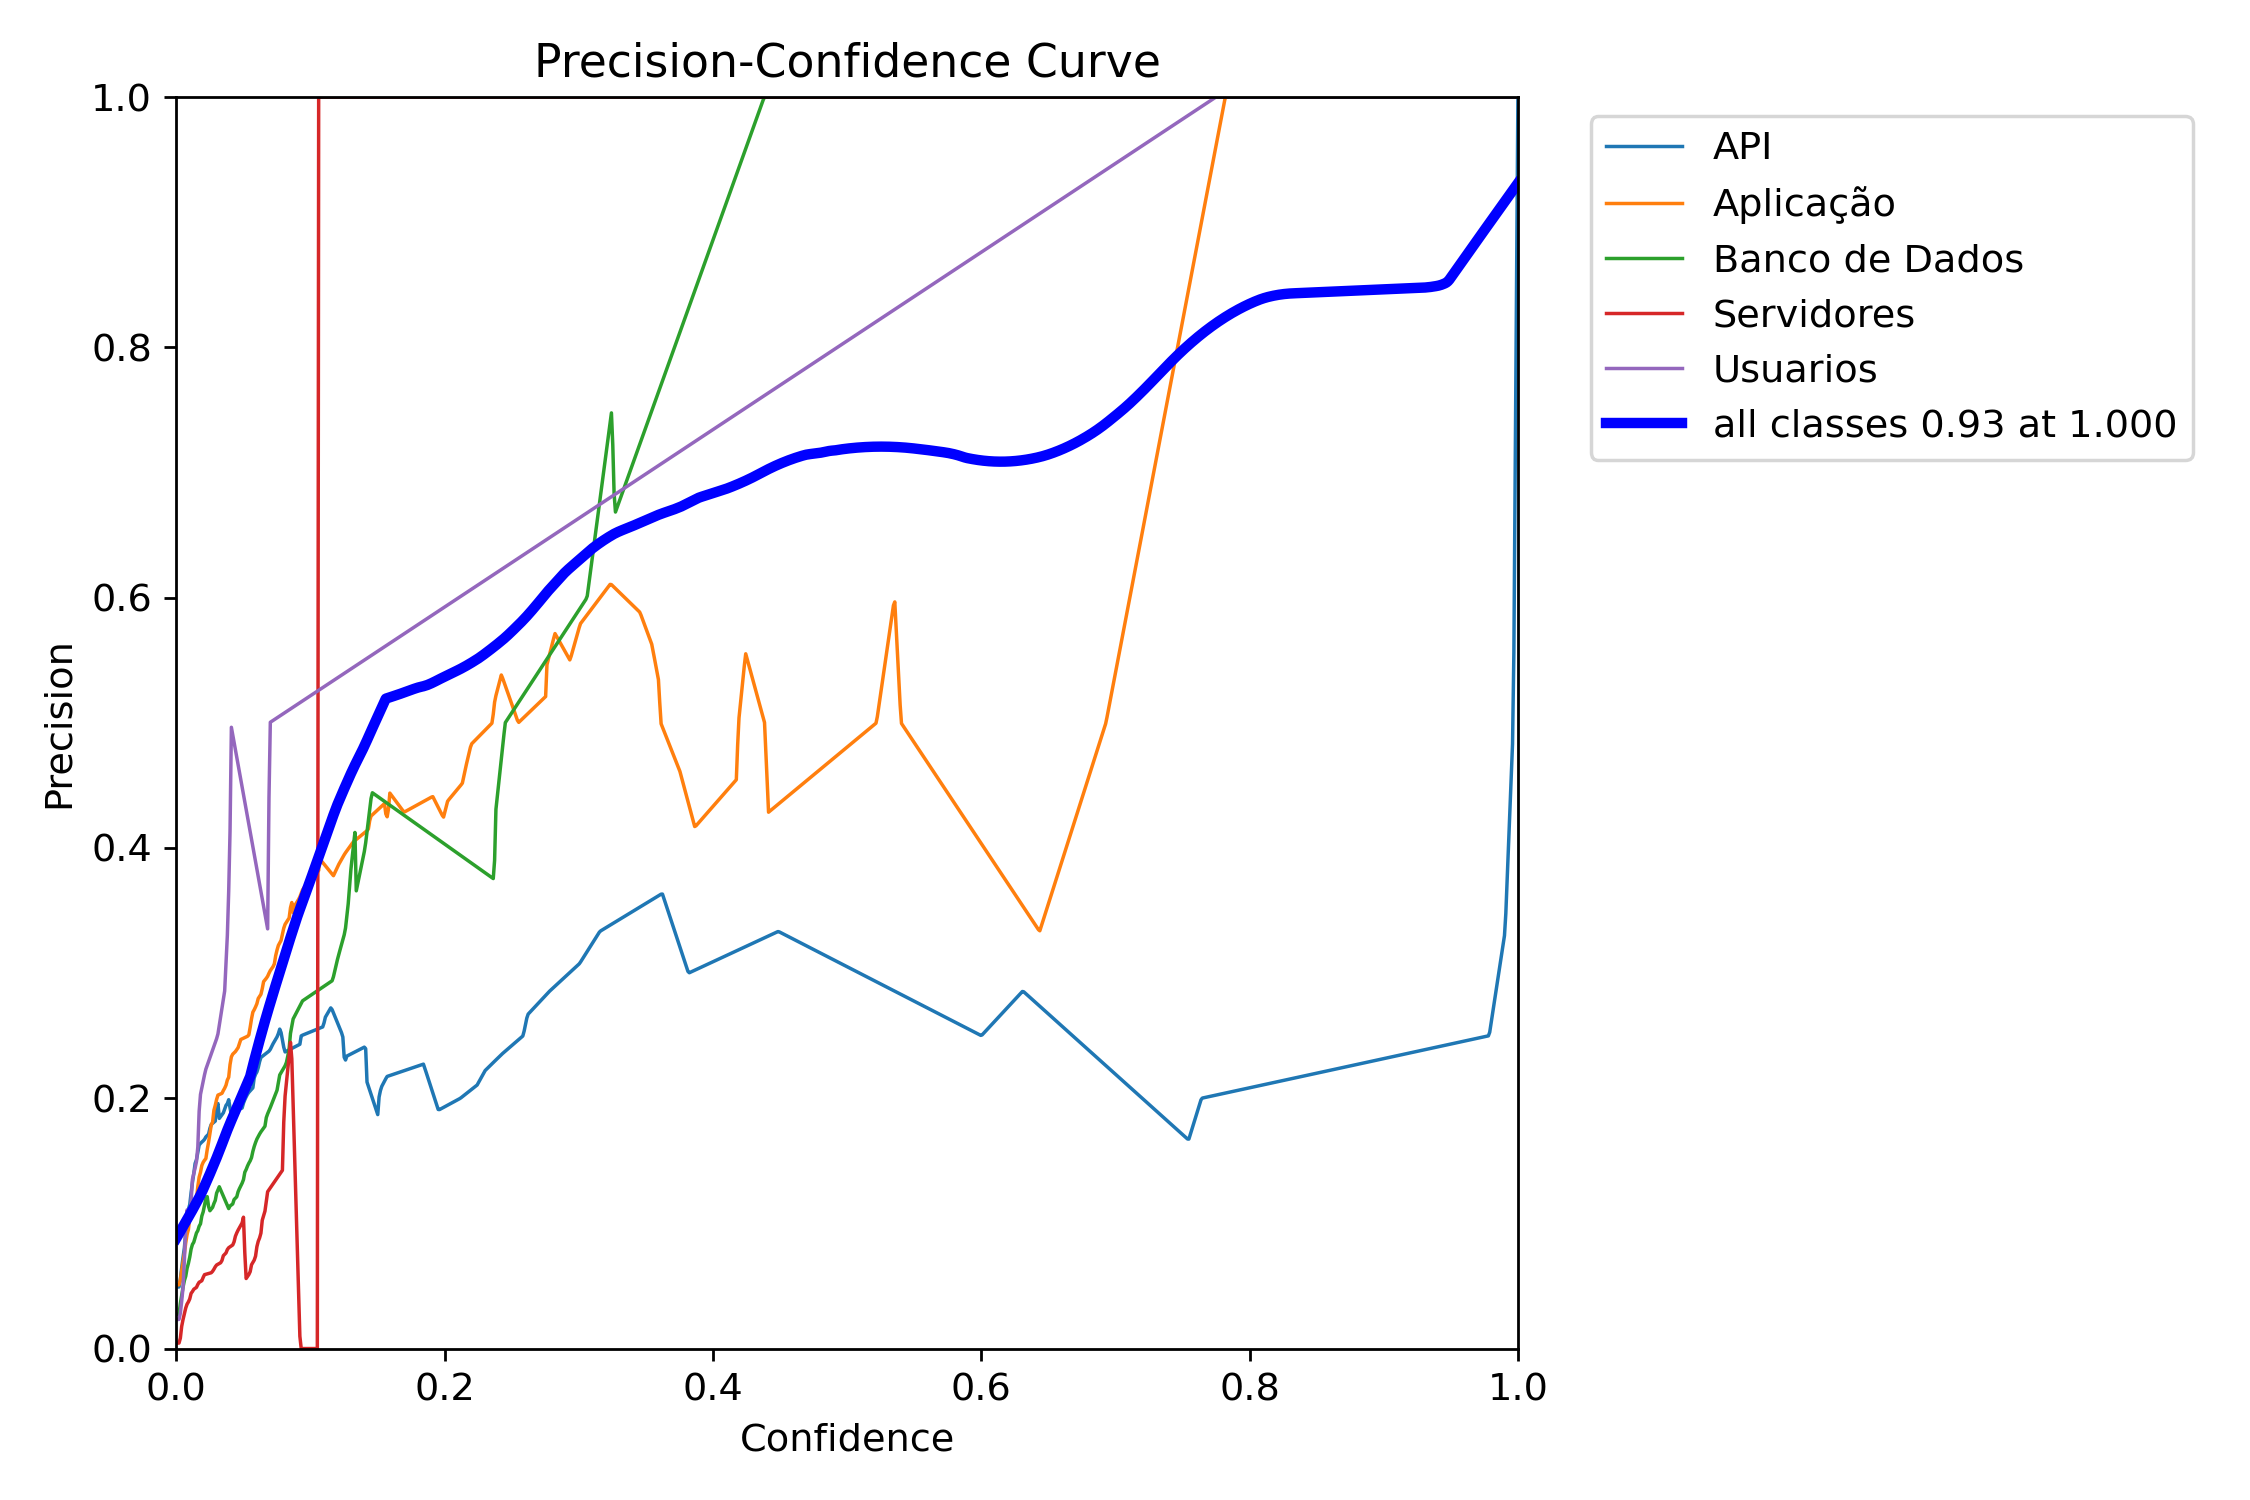 Precision-Confidence Curve
1.0
0.8
0.6
0.4
0.2
0.0
Precision
0.0 0.2 0.4 0.6 0.8 1.0
Confidence
API
Aplicação
Banco de Dados
Servidores
Usuarios
all classes 0.93 at 1.000